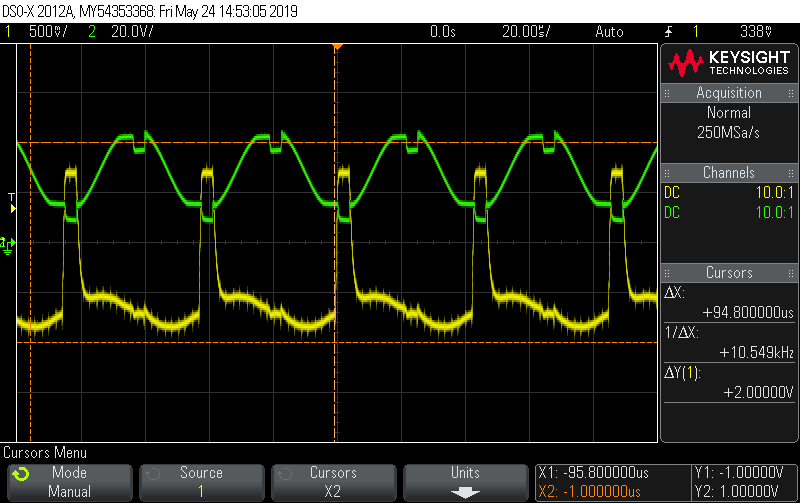 DSO-X 2012A, MY54353368: Fri May 24 14:53:05 2019
1 500mV/ 2 20.0V/ 0.0s 20.00us/ Auto 1 338mV
KEYSIGHT
TECHNOLOGIES
Acquisition
Normal
250MSa/s
Channels
DC 10.0:1
DC 10.0:1
Cursors
ΔX:
+94.800000us
1/ΔX:
+10.549kHz
ΔY(1):
+2.00000V
T
Cursors Menu
Mode
Manual
Source
1
Cursors
X2
Units
X1: -95.800000us
X2: -1.000000us
Y1: -1.00000V
Y2: 1.00000V